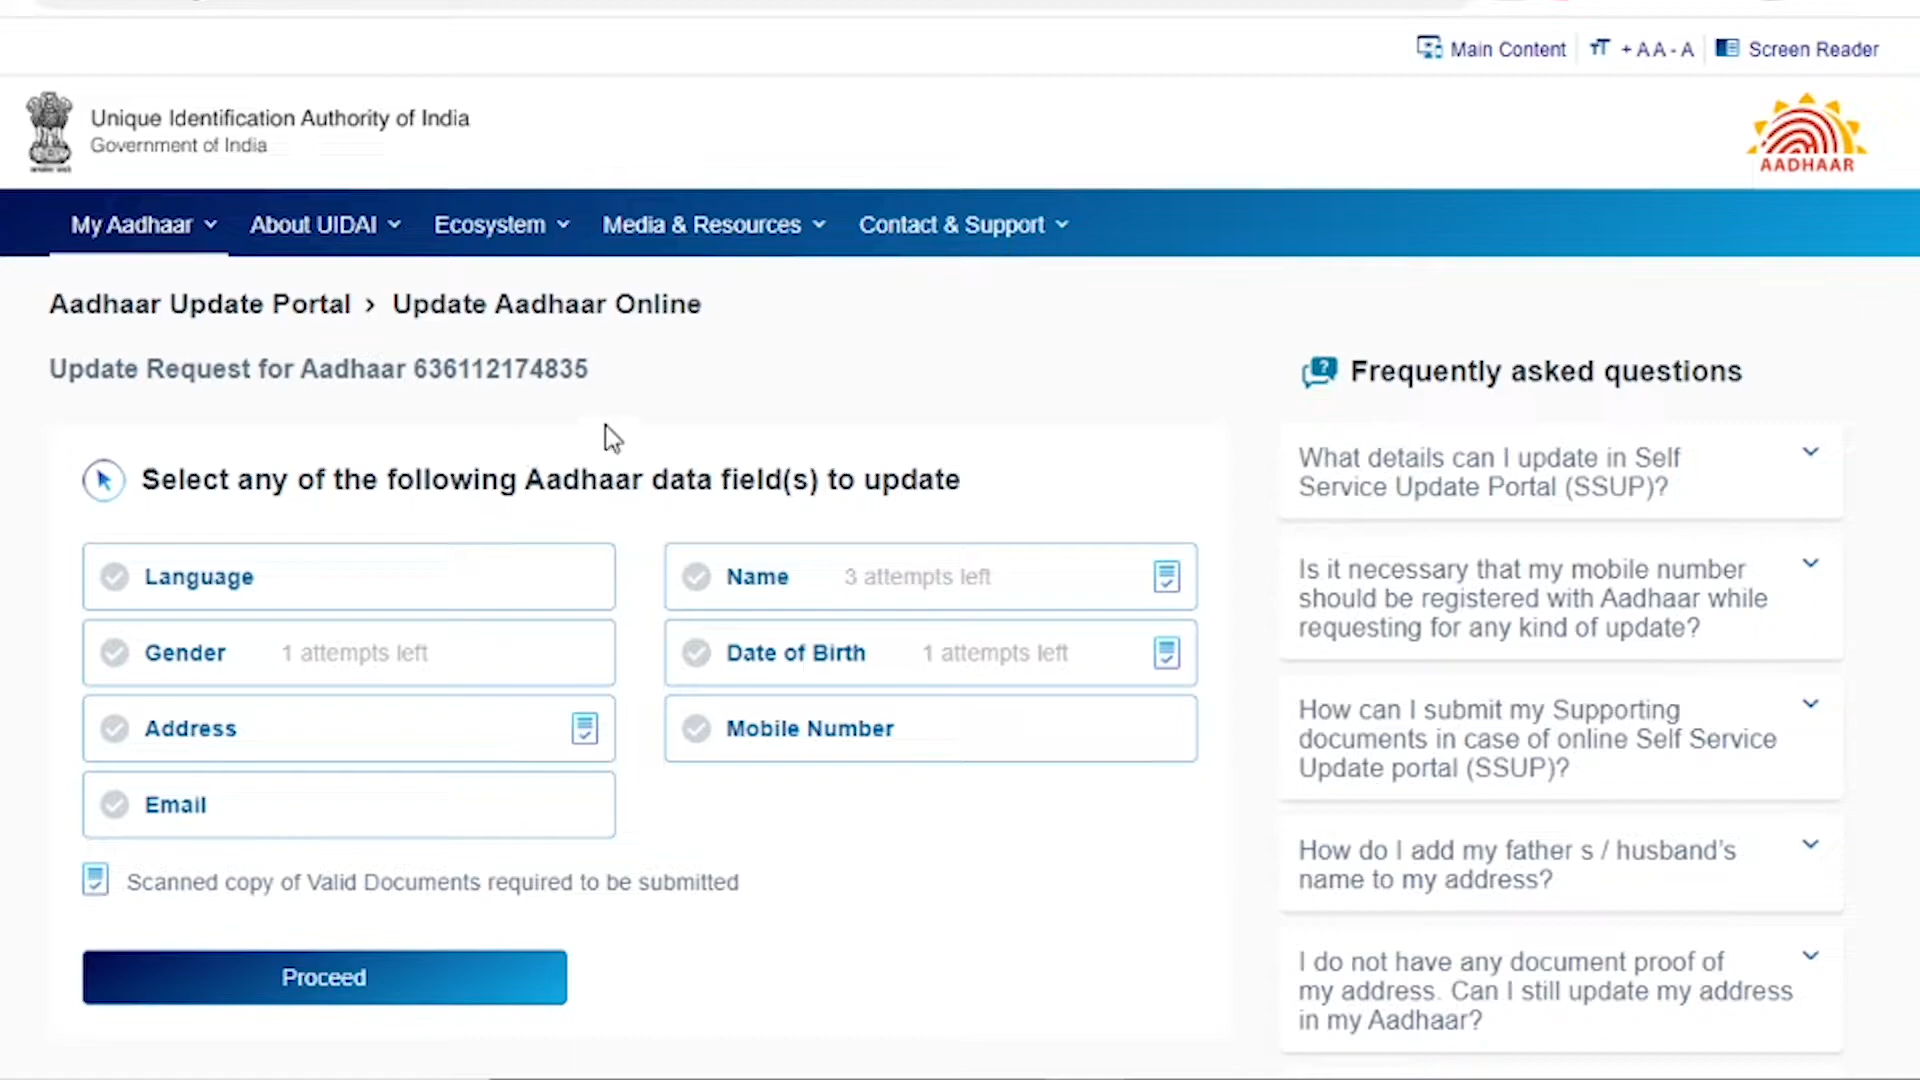 Main Content
+ A A - A
Screen Reader
Unique Identification Authority of India
Government of India
AADHAAR
My Aadhaar
About UIDAI
Ecosystem
Media & Resources
Contact & Support
Aadhaar Update Portal > Update Aadhaar Online
Update Request for Aadhaar 636112174835
Select any of the following Aadhaar data field(s) to update
Language
Name 3 attempts left
Gender 1 attempts left
Date of Birth 1 attempts left
Address
Mobile Number
Email
Scanned copy of Valid Documents required to be submitted
Proceed
Frequently asked questions
What details can I update in Self
Service Update Portal (SSUP)?
Is it necessary that my mobile number
should be registered with Aadhaar while
requesting for any kind of update?
How can I submit my Supporting
documents in case of online Self Service
Update portal (SSUP)?
How do I add my father s / husband's
name to my address?
I do not have any document proof of
my address. Can I still update my address
in my Aadhaar?